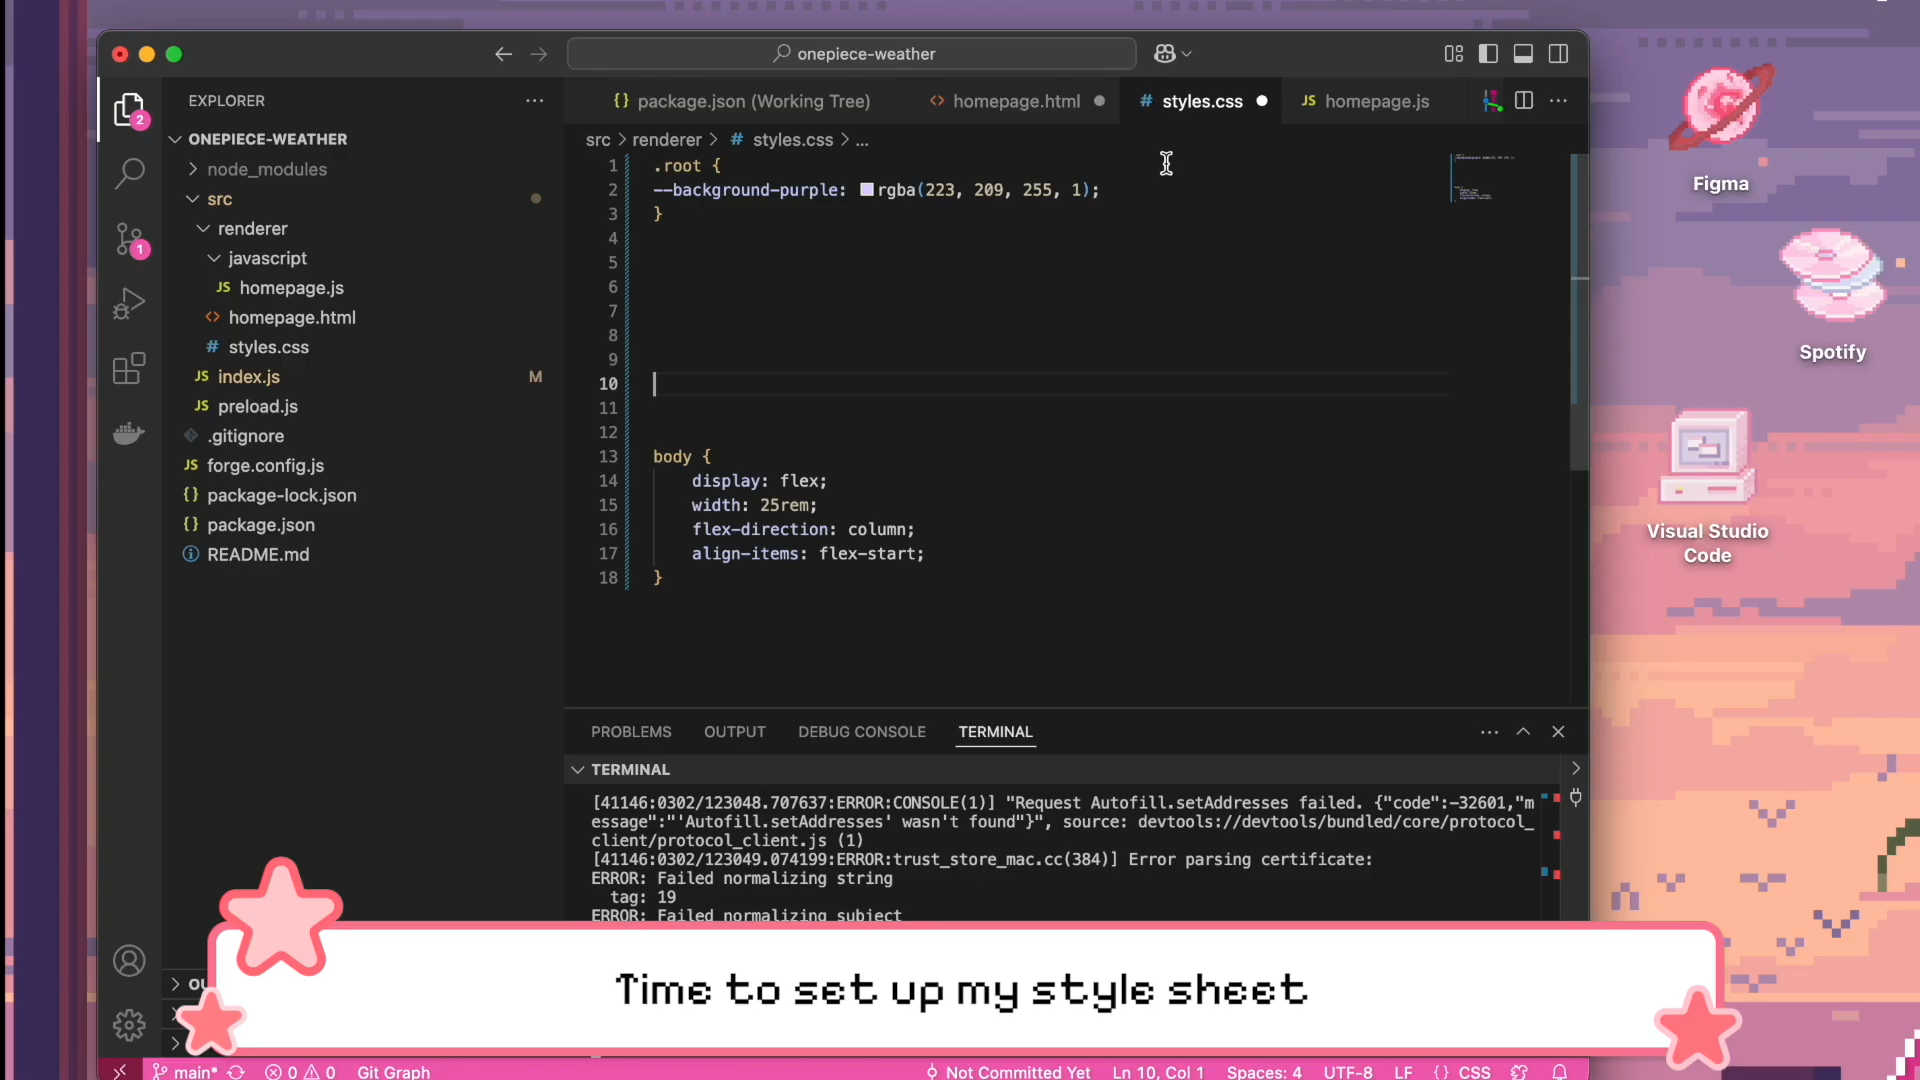 onepiece-weather
EXPLORER
package.json (Working Tree)
homepage.html
# styles.css
JS homepage.js
ONEPIECE-WEATHER
src > renderer > # styles.css > ...
node_modules
src
renderer
javascript
JS homepage.js
<> homepage.html
# styles.css
JS index.js M
JS preload.js
.gitignore
JS forge.config.js
{} package-lock.json
{} package.json
README.md
2
1
1 .root {
2 --background-purple: rgba(223, 209, 255, 1);
3 }
4
5
6
7
8
9
10
11
12
13 body {
14 display: flex;
15 width: 25rem;
16 flex-direction: column;
17 align-items: flex-start;
18 }
PROBLEMS OUTPUT DEBUG CONSOLE TERMINAL
TERMINAL
[41146:0302/123048.707637:ERROR:CONSOLE(1)] "Request Autofill.setAddresses failed. {"code":-32601,"m
essage":"'Autofill.setAddresses' wasn't found"}", source: devtools://devtools/bundled/core/protocol_
client/protocol_client.js (1)
[41146:0302/123049.074199:ERROR:trust_store_mac.cc(384)] Error parsing certificate:
ERROR: Failed normalizing string
tag: 19
ERROR: Failed normalizing subject
Time to set up my style sheet
main* 0 0 Git Graph
Not Committed Yet Ln 10, Col 1 Spaces: 4 UTF-8 LF {} CSS
Figma
Spotify
Visual Studio
Code